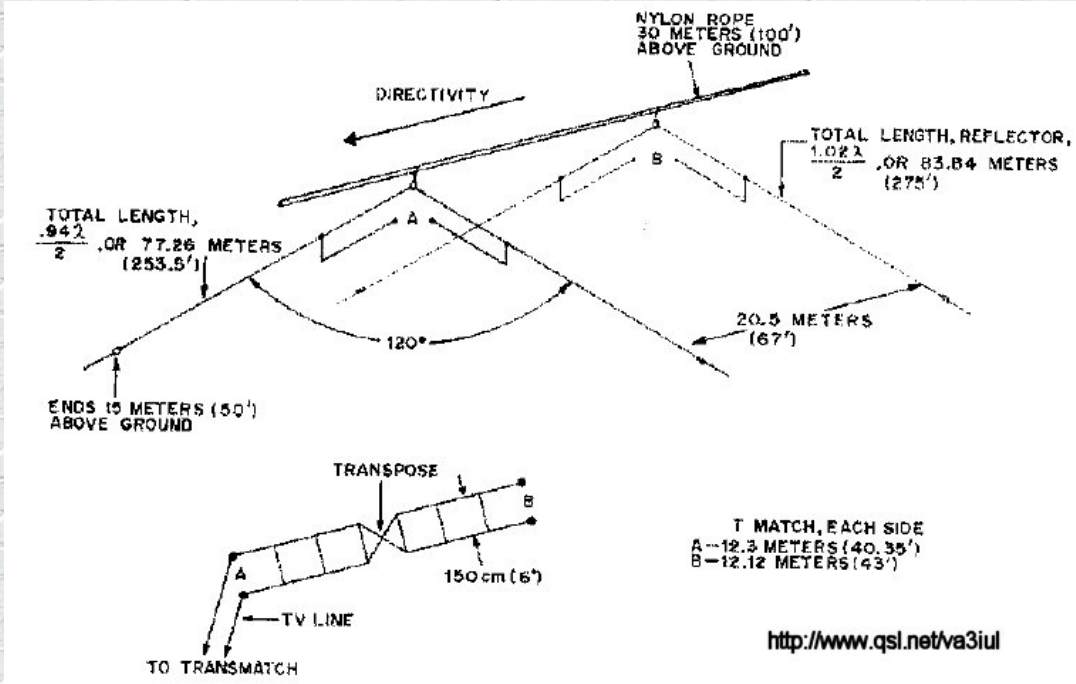 NYLON ROPE
30 METERS (100')
ABOVE GROUND
DIRECTIVITY
TOTAL LENGTH, REFLECTOR,
1.02λ
2 , OR 83.84 METERS
(275')
B
A
TOTAL LENGTH,
.94λ
2 , OR 77.26 METERS
(253.5')
120°
20.5 METERS
(67')
ENDS 15 METERS (50')
ABOVE GROUND
TRANSPOSE
B
A
150 cm (6")
TV LINE
TO TRANSMATCH
T MATCH, EACH SIDE
A-12.3 METERS (40.35')
B-12.12 METERS (43')
http://www.qsl.net/va3iul